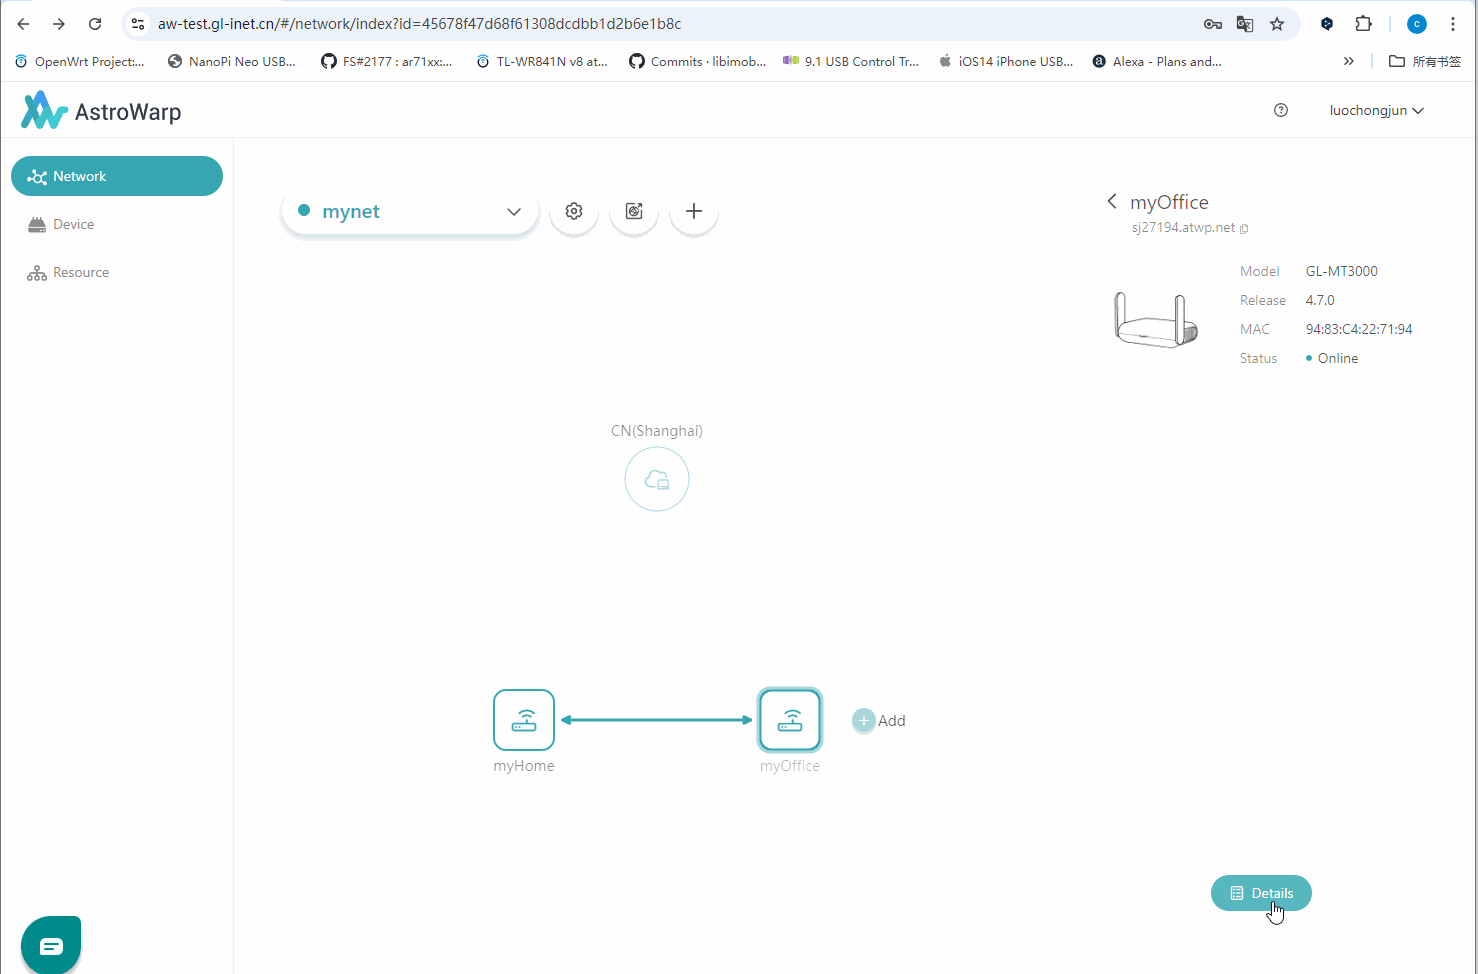 aw-test.gl-inet.cn/#/network/index?id=45678f47d68f61308dcdbb1d2b6e1b8c
OpenWrt Project:... NanoPi Neo USB... FS#2177 : ar71xx:... TL-WR841N v8 at... Commits · libimob... 9.1 USB Control Tr... iOS14 iPhone USB... Alexa - Plans and... » 所有书签
AstroWarp
luochongjun
Network
Device
Resource
mynet
myOffice
sj27194.atwp.net
Model GL-MT3000
Release 4.7.0
MAC 94:83:C4:22:71:94
Status Online
CN(Shanghai)
myHome
myOffice
Add
Details